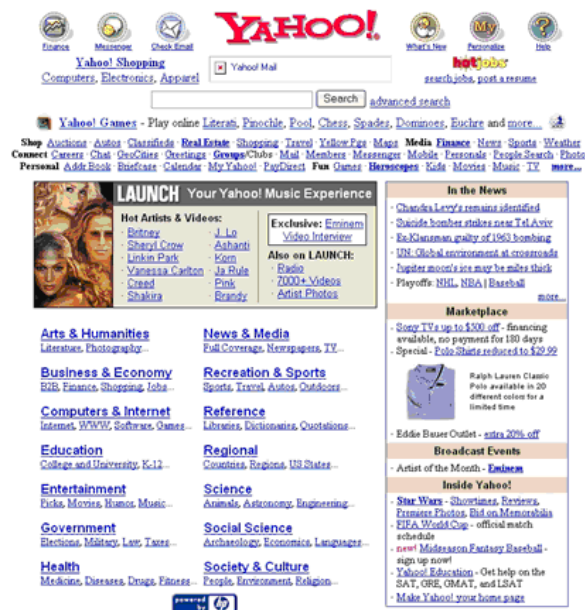 YAHOO!
Finance Messenger Check Email What's New Personalize Help
Yahoo! Shopping
Computers, Electronics, Apparel
Yahoo! Mail
hotjobs
search jobs, post a resume
Search advanced search
Yahoo! Games - Play online Literati, Pinochle, Pool, Chess, Spades, Dominoes, Euchre and more...
Shop Auctions · Autos · Classifieds · Real Estate · Shopping · Travel · Yellow Pgs · Maps Media Finance · News · Sports · Weather
Connect Careers · Chat · GeoCities · Greetings · Groups/Clubs · Mail · Members · Messenger · Mobile · Personals · People Search · Photo
Personal Addr Book · Briefcase · Calendar · My Yahoo! · PayDirect Fun Games · Horoscopes · Kids · Movies · Music · TV more...
LAUNCH Your Yahoo! Music Experience
Hot Artists & Videos:
· Britney
· Sheryl Crow
· Linkin Park
· Vanessa Carlton
· Creed
· Shakira
· J. Lo
· Ashanti
· Korn
· Ja Rule
· Pink
· Brandy
Exclusive: Eminem
Video Interview
Also on LAUNCH:
· Radio
· 7000+ Videos
· Artist Photos
Arts & Humanities
Literature, Photography...
Business & Economy
B2B, Finance, Shopping, Jobs...
Computers & Internet
Internet, WWW, Software, Games...
Education
College and University, K-12...
Entertainment
Picks, Movies, Humor, Music...
Government
Elections, Military, Law, Taxes...
Health
Medicine, Diseases, Drugs, Fitness...
News & Media
Full Coverage, Newspapers, TV...
Recreation & Sports
Sports, Travel, Autos, Outdoors...
Reference
Libraries, Dictionaries, Quotations...
Regional
Countries, Regions, US States...
Science
Animals, Astronomy, Engineering...
Social Science
Archaeology, Economics, Languages...
Society & Culture
People, Environment, Religion...
In the News
· Chandra Levy's remains identified
· Suicide bomber strikes near Tel Aviv
· Ex-Klansman guilty of 1963 bombing
· UN: Global environment at crossroads
· Jupiter moon's ice may be miles thick
· Playoffs: NHL, NBA | Baseball
more...
Marketplace
· Sony TVs up to $300 off - financing
available, no payment for 180 days
· Special - Polo Shirts reduced to $29.99
Ralph Lauren Classic
Polo available in 20
different colors for a
limited time
· Eddie Bauer Outlet - extra 20% off
Broadcast Events
· Artist of the Month - Eminem
Inside Yahoo!
· Star Wars - Showtimes, Reviews,
Premiere Photos, Bid on Memorabilia
· FIFA World Cup - official match
schedule
· new! Midseason Fantasy Baseball -
sign up now!
· Yahoo! Education - Get help on the
SAT, GRE, GMAT, and LSAT
· Make Yahoo! your home page
powered by hp